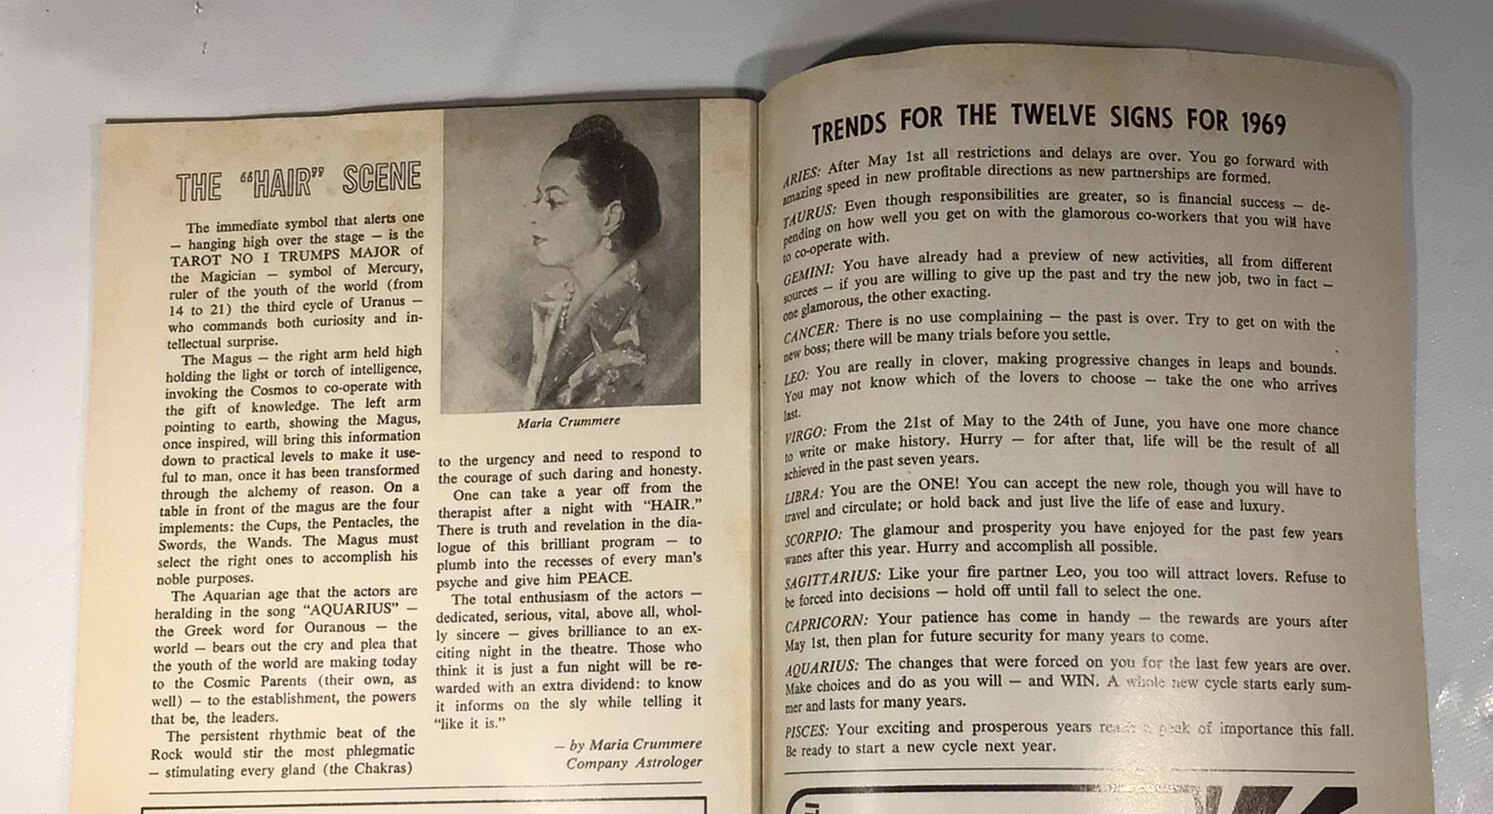 THE “HAIR” SCENE
The immediate symbol that alerts one
— hanging high over the stage — is the
TAROT NO I TRUMPS MAJOR of
the Magician — symbol of Mercury,
ruler of the youth of the world (from
14 to 21) the third cycle of Uranus —
who commands both curiosity and in-
tellectual surprise.
The Magus — the right arm held high
holding the light or torch of intelligence,
invoking the Cosmos to co-operate with
the gift of knowledge. The left arm
pointing to earth, showing the Magus,
once inspired, will bring this information
down to practical levels to make it use-
ful to man, once it has been transformed
through the alchemy of reason. On a
table in front of the magus are the four
implements: the Cups, the Pentacles, the
Swords, the Wands. The Magus must
select the right ones to accomplish his
noble purposes.
The Aquarian age that the actors are
heralding in the song “AQUARIUS” —
the Greek word for Ouranous — the
world — bears out the cry and plea that
the youth of the world are making today
to the Cosmic Parents (their own, as
well) — to the establishment, the powers
that be, the leaders.
The persistent rhythmic beat of the
Rock would stir the most phlegmatic
— stimulating every gland (the Chakras)
Maria Crummere
to the urgency and need to respond to
the courage of such daring and honesty.
One can take a year off from the
therapist after a night with “HAIR.”
There is truth and revelation in the dia-
logue of this brilliant program — to
plumb into the recesses of every man’s
psyche and give him PEACE.
The total enthusiasm of the actors —
dedicated, serious, vital, above all, whol-
ly sincere — gives brilliance to an ex-
citing night in the theatre. Those who
think it is just a fun night will be re-
warded with an extra dividend: to know
it informs on the sly while telling it
“like it is.”
— by Maria Crummere
Company Astrologer
TRENDS FOR THE TWELVE SIGNS FOR 1969
ARIES: After May 1st all restrictions and delays are over. You go forward with
amazing speed in new profitable directions as new partnerships are formed.
TAURUS: Even though responsibilities are greater, so is financial success — de-
pending on how well you get on with the glamorous co-workers that you will have
to co-operate with.
GEMINI: You have already had a preview of new activities, all from different
sources — if you are willing to give up the past and try the new job, two in fact —
one glamorous, the other exacting.
CANCER: There is no use complaining — the past is over. Try to get on with the
new boss; there will be many trials before you settle.
LEO: You are really in clover, making progressive changes in leaps and bounds.
You may not know which of the lovers to choose — take the one who arrives
last.
VIRGO: From the 21st of May to the 24th of June, you have one more chance
to write or make history. Hurry — for after that, life will be the result of all
achieved in the past seven years.
LIBRA: You are the ONE! You can accept the new role, though you will have to
travel and circulate; or hold back and just live the life of ease and luxury.
SCORPIO: The glamour and prosperity you have enjoyed for the past few years
wanes after this year. Hurry and accomplish all possible.
SAGITTARIUS: Like your fire partner Leo, you too will attract lovers. Refuse to
be forced into decisions — hold off until fall to select the one.
CAPRICORN: Your patience has come in handy — the rewards are yours after
May 1st, then plan for future security for many years to come.
AQUARIUS: The changes that were forced on you for the last few years are over.
Make choices and do as you will — and WIN. A whole new cycle starts early sum-
mer and lasts for many years.
PISCES: Your exciting and prosperous years reach a peak of importance this fall.
Be ready to start a new cycle next year.